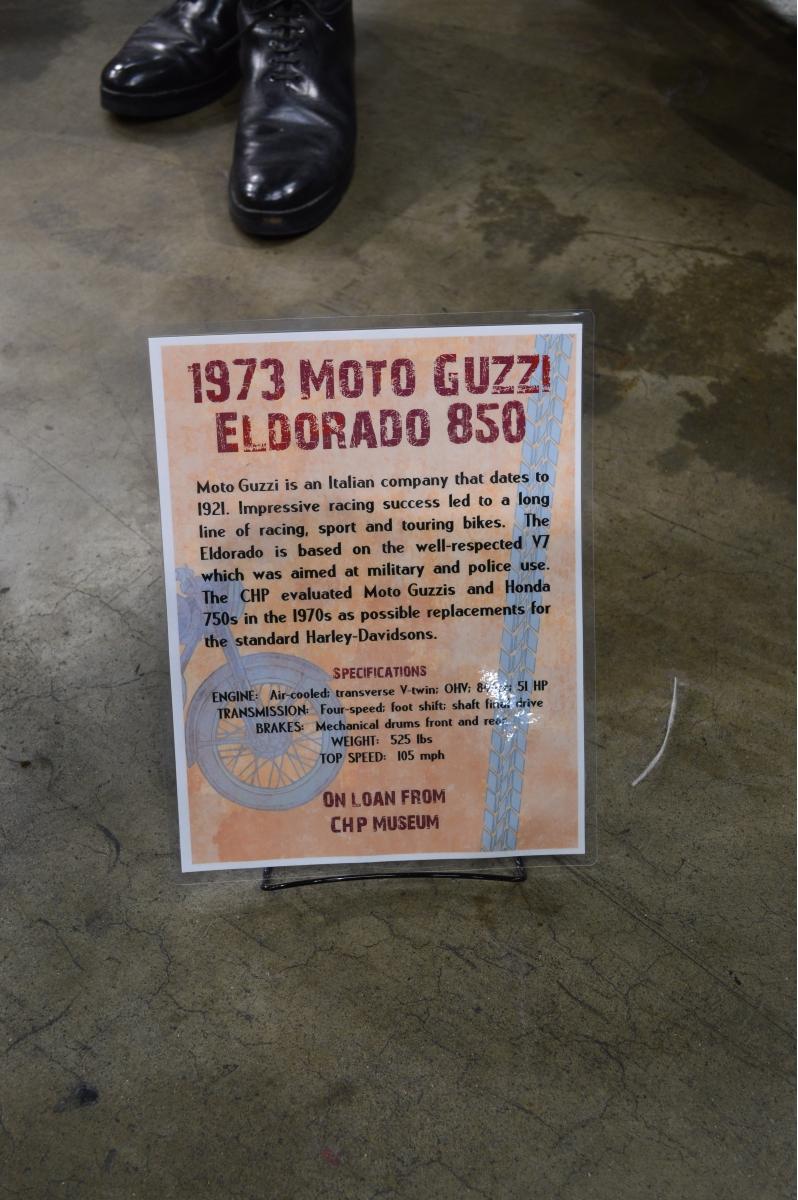 1973 MOTO GUZZI
ELDORADO 850
Moto Guzzi is an Italian company that dates to
1921. Impressive racing success led to a long
line of racing, sport and touring bikes. The
Eldorado is based on the well-respected V7
which was aimed at military and police use.
The CHP evaluated Moto Guzzis and Honda
750s in the 1970s as possible replacements for
the standard Harley-Davidsons.
SPECIFICATIONS
ENGINE: Air-cooled; transverse V-twin; OHV; 51 HP
TRANSMISSION: Four-speed; foot shift; shaft final drive
BRAKES: Mechanical drums front and rear
WEIGHT: 525 lbs
TOP SPEED: 105 mph
ON LOAN FROM
CHP MUSEUM